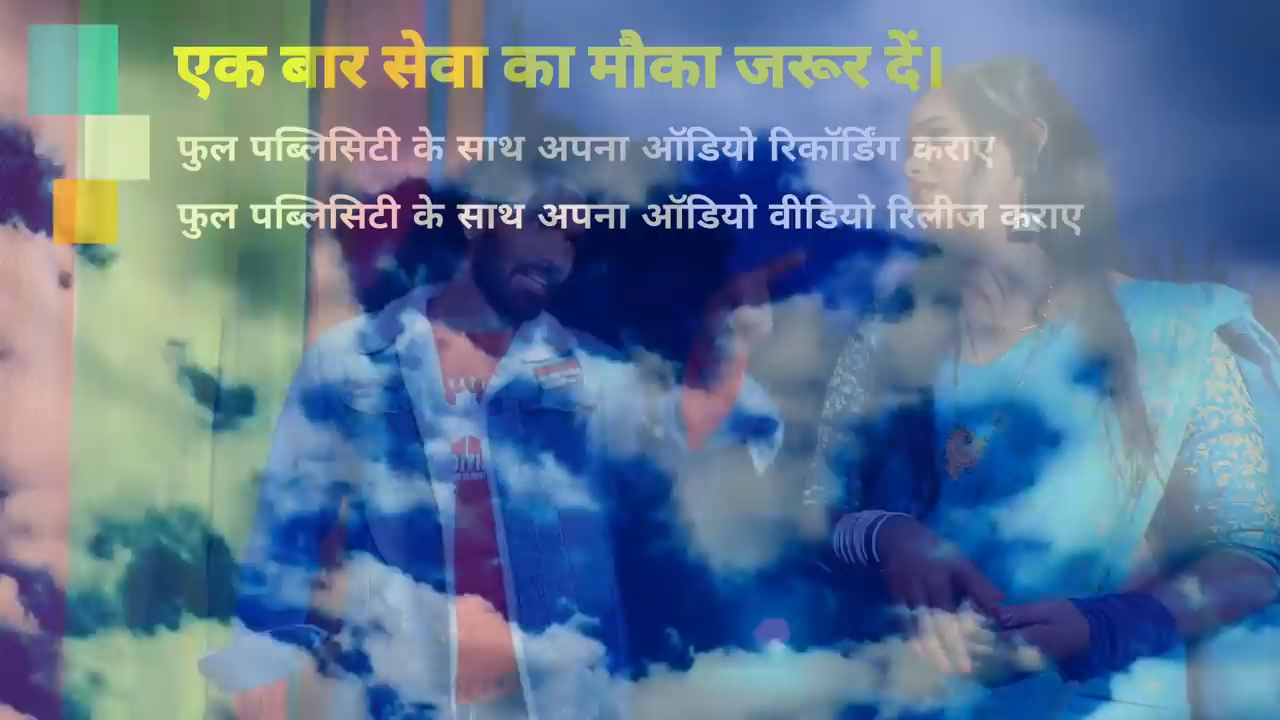 एक बार सेवा का मौका जरूर दें।
फुल पब्लिसिटी के साथ अपना ऑडियो रिकॉर्डिंग कराए
फुल पब्लिसिटी के साथ अपना ऑडियो वीडियो रिलीज कराए